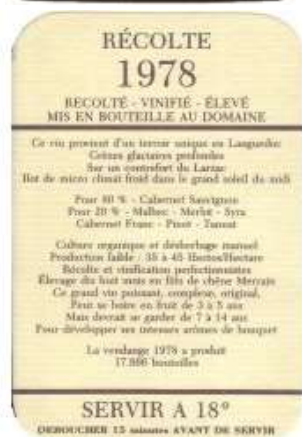 RÉCOLTE
1978
RECOLTÉ - VINIFIÉ - ÉLEVÉ
MIS EN BOUTEILLE AU DOMAINE
Ce vin provient d'un terroir unique en Languedoc
Grèzes glaciaires profondes
Sur un contrefort du Larzac
Ilot de micro climat froid dans le grand soleil du midi
Pour 80 % - Cabernet Sauvignon
Pour 20 % - Malbec - Merlot - Syra
Cabernet Franc - Pinot - Tannat
Culture organique et désherbage manuel
Production faible : 35 à 45 Hectos/Hectare
Récolte et vinification perfectionnistes
Élevage dix huit mois en fûts de chêne Merrain
Ce grand vin puissant, complexe, original,
Peut se boire en fruit de 3 à 5 ans
Mais devrait se garder de 7 à 14 ans
Pour développer ses intenses arômes de bouquet
La vendange 1978 a produit
17.866 bouteilles
SERVIR A 18°
DEBOUCHER 15 minutes AVANT DE SERVIR